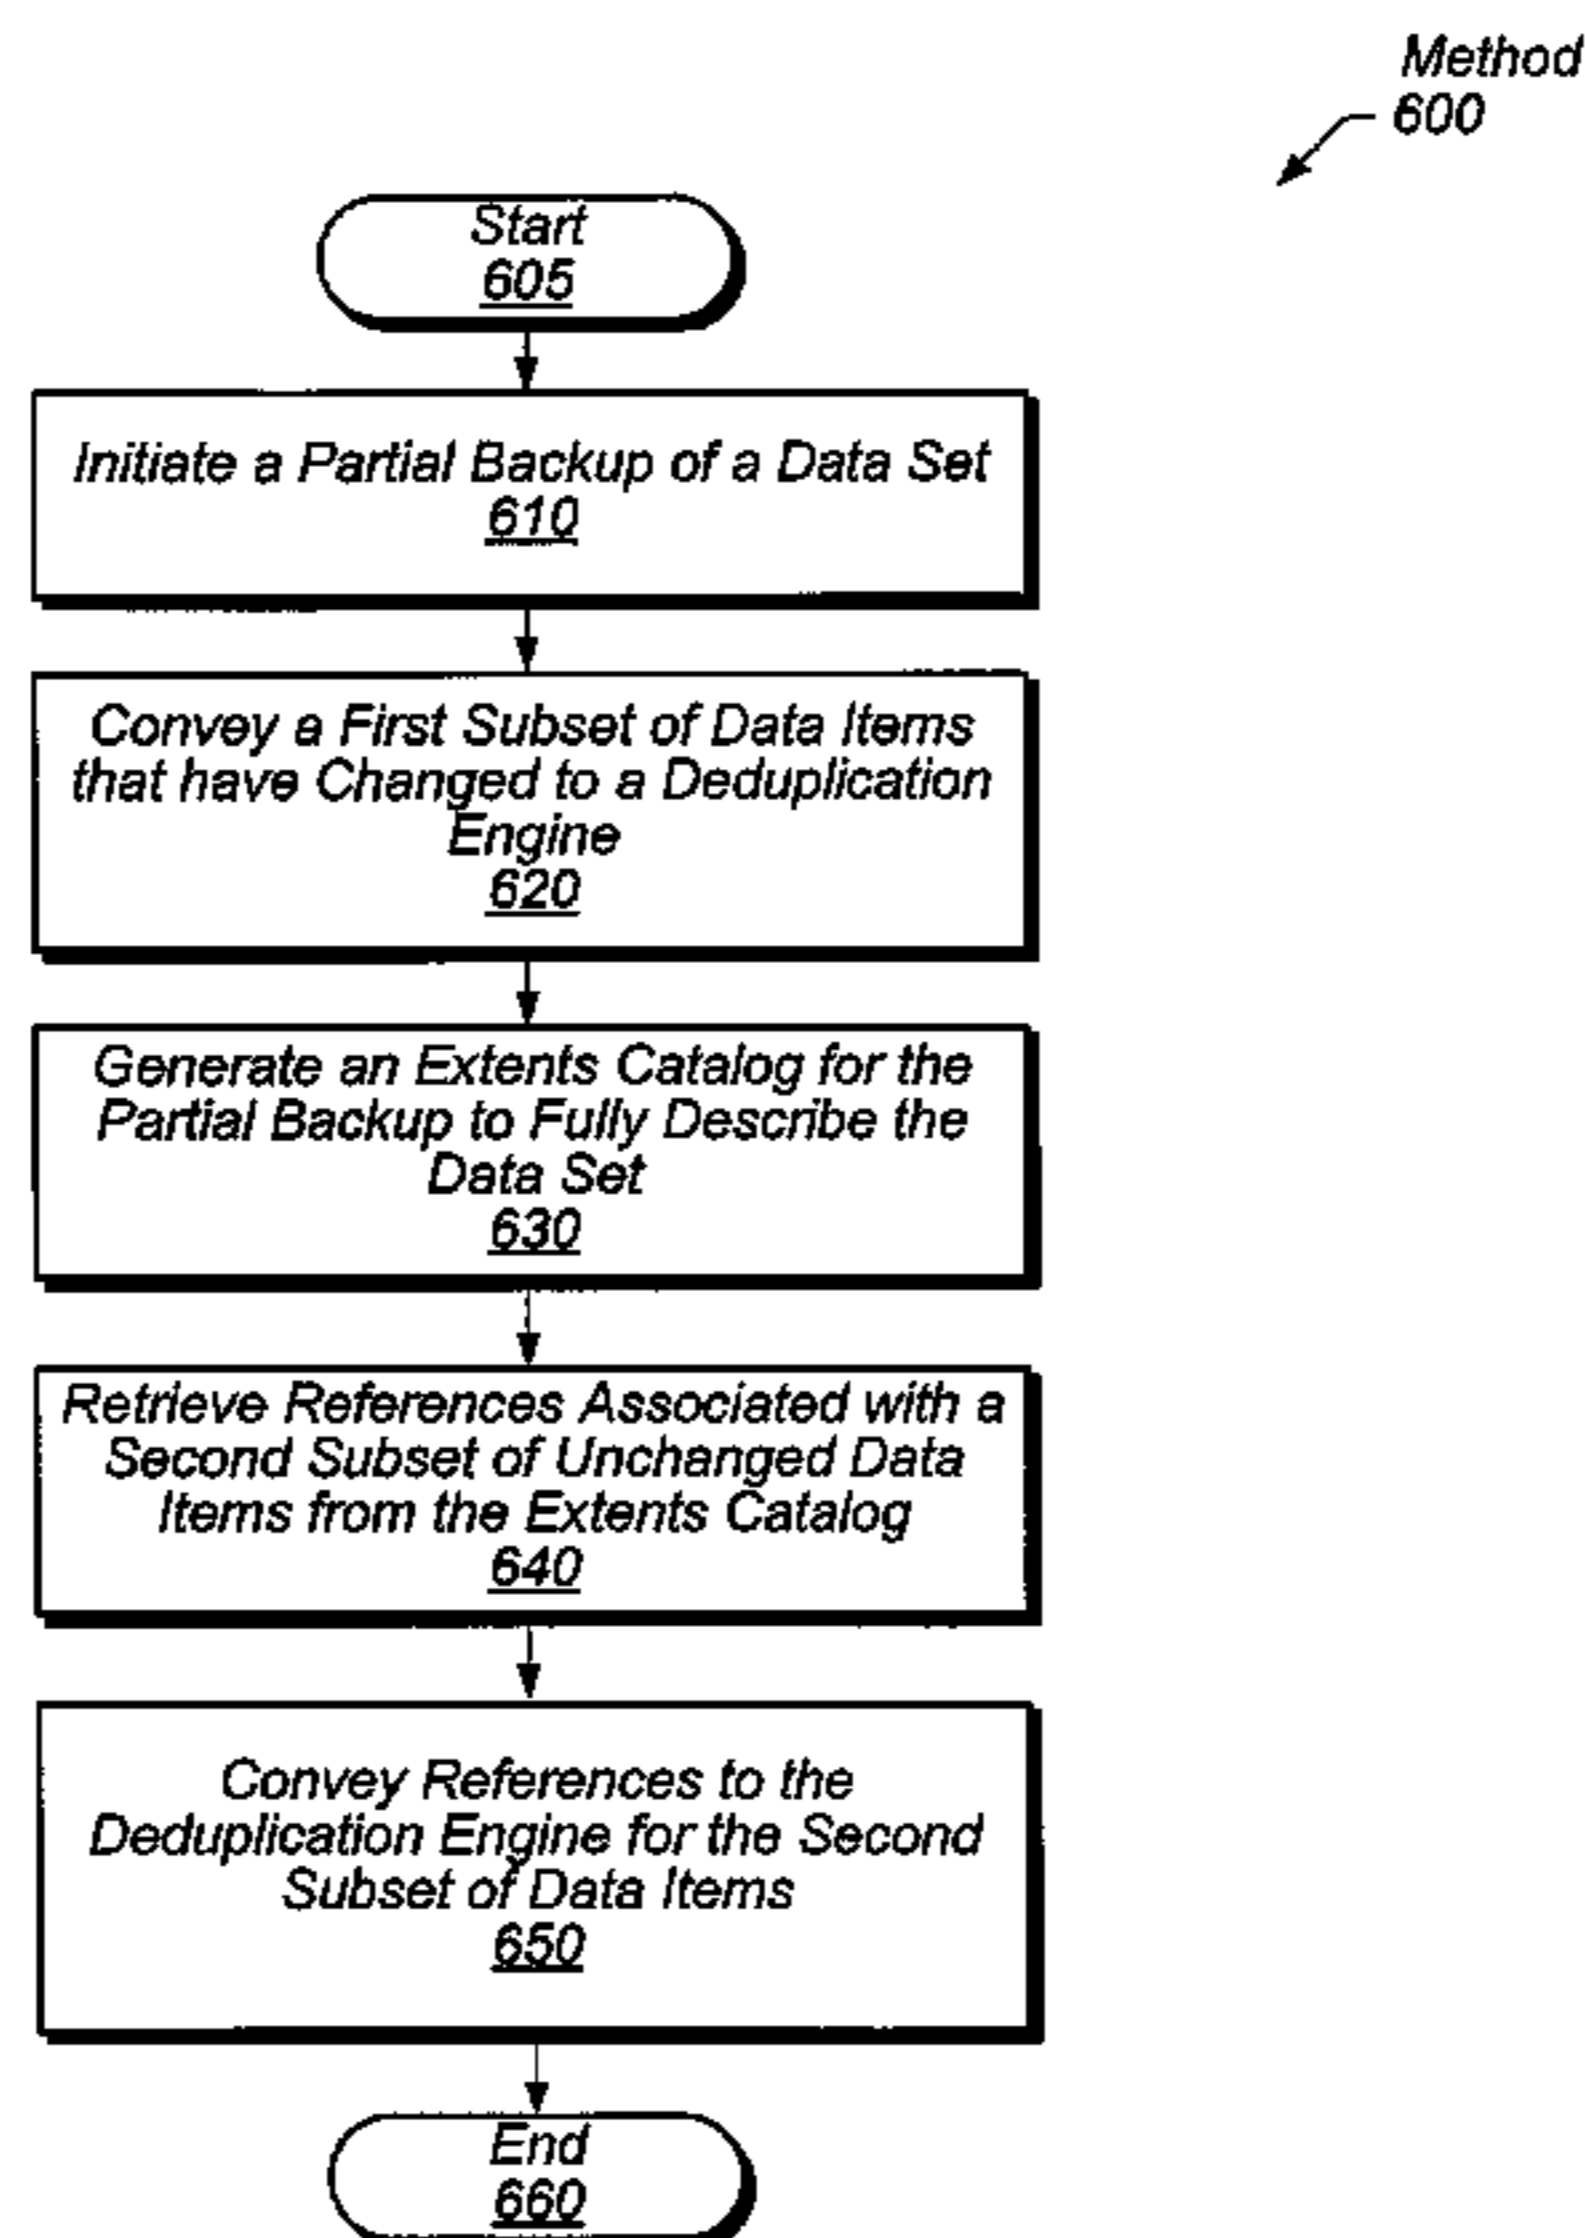 Method
600
Start
605
Initiate a Partial Backup of a Data Set
610
Convey a First Subset of Data Items
that have Changed to a Deduplication
Engine
620
Generate an Extents Catalog for the
Partial Backup to Fully Describe the
Data Set
630
Retrieve References Associated with a
Second Subset of Unchanged Data
Items from the Extents Catalog
640
Convey References to the
Deduplication Engine for the Second
Subset of Data Items
650
End
660